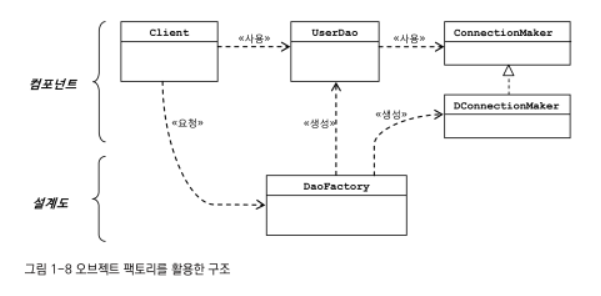 Client
UserDao
ConnectionMaker
«사용»
«사용»
컴포넌트
DConnectionMaker
«요청»
«생성»
«생성»
DaoFactory
설계도
그림 1-8 오브젝트 팩토리를 활용한 구조